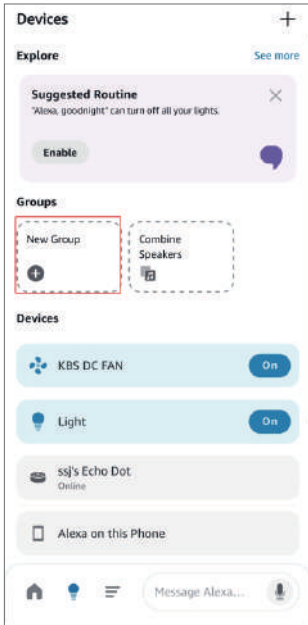 Devices
Explore
See more
Suggested Routine
"Alexa, goodnight" can turn off all your lights.
Enable
Groups
New Group
Combine
Speakers
Devices
KBS DC FAN
On
Light
On
ssj's Echo Dot
Online
Alexa on this Phone
Message Alexa...